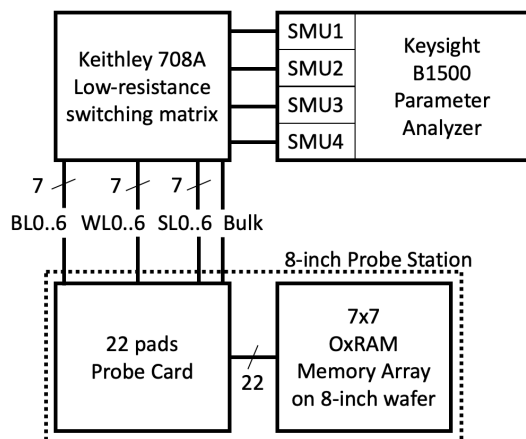 Keithley 708A
Low-resistance
switching matrix
SMU1
SMU2
SMU3
SMU4
Keysight
B1500
Parameter
Analyzer
7
7
7
BL0..6
WL0..6
SL0..6
Bulk
8-inch Probe Station
22 pads
Probe Card
22
7x7
OxRAM
Memory Array
on 8-inch wafer